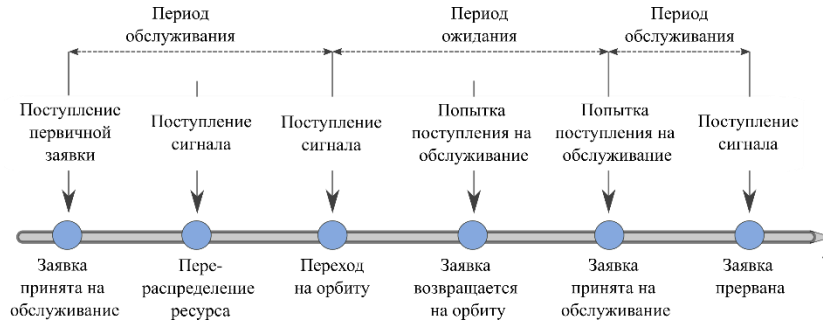 Период
обслуживания
Период
ожидания
Период
обслуживания
Поступление
первичной
заявки
Поступление
сигнала
Поступление
сигнала
Попытка
поступления на
обслуживание
Попытка
поступления на
обслуживание
Поступление
сигнала
Заявка
принята на
обслуживание
Пере-
распределение
ресурса
Переход
на орбиту
Заявка
возвращается
на орбиту
Заявка
принята на
обслуживание
Заявка
прервана